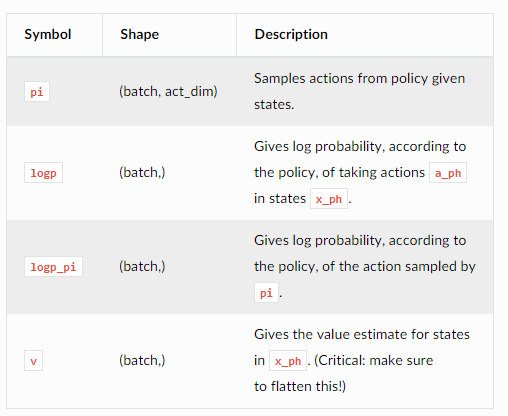 Symbol Shape Description
pi (batch, act_dim) Samples actions from policy given
states.
Gives log probability, according to
logp (batch,) the policy, of taking actions a_ph
in states x_ph .
Gives log probability, according to
logp_pi (batch,) the policy, of the action sampled by
pi .
Gives the value estimate for states
v (batch,) in x_ph . (Critical: make sure
to flatten this!)